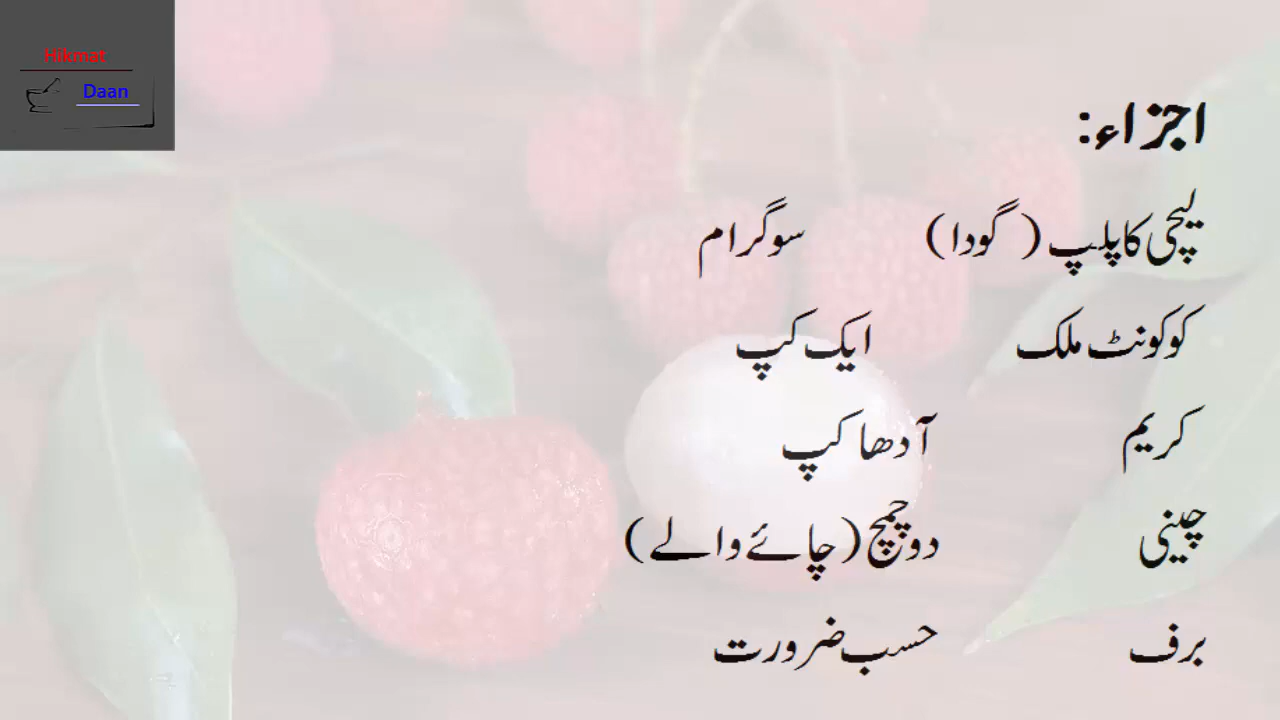 Hikmat
Daan
اجزاء:
لیچی کا پلپ (گودا) سو گرام
کوکونٹ ملک ایک کپ
کریم آدھا کپ
چینی دو چمچ (چائے والے)
برف حسب ضرورت